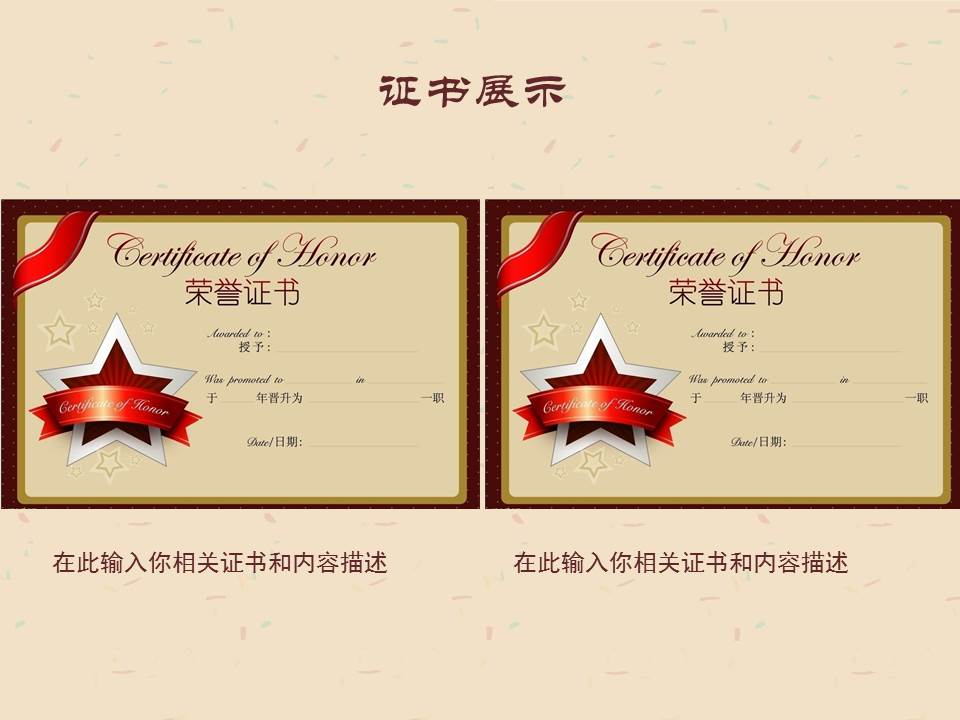 证书展示
Certificate of Honor
荣誉证书
Awarded to :
授予:
Was promoted to in
于 年晋升为 一职
Certificate of Honor
Date/日期:
Certificate of Honor
荣誉证书
Awarded to :
授予:
Was promoted to in
于 年晋升为 一职
Certificate of Honor
Date/日期:
在此输入你相关证书和内容描述
在此输入你相关证书和内容描述